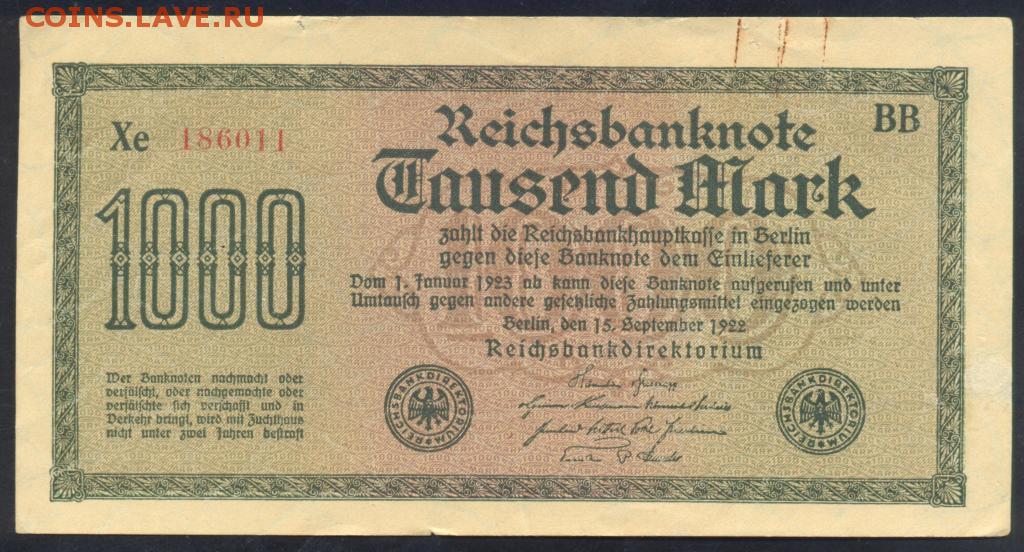 COINS.LAVE.RU
Reichsbanknote
BB
Xe 186011
Tausend Mark
1000
zahlt die Reichsbankhauptkasse in Berlin
gegen diese Banknote dem Einlieferer
Vom 1. Januar 1923 ab kann diese Banknote aufgerufen und unter
Umtausch gegen andere gesetzliche Zahlungsmittel eingezogen werden
Berlin, den 15. September 1922
Reichsbankdirektorium
Wer Banknoten nachmacht oder
verfälscht, oder nachgemachte oder
verfälschte sich verschafft und in
Verkehr bringt, wird mit Zuchthaus
nicht unter zwei Jahren bestraft
REICHSBANKDIREKTORIUM
REICHSBANKDIREKTORIUM